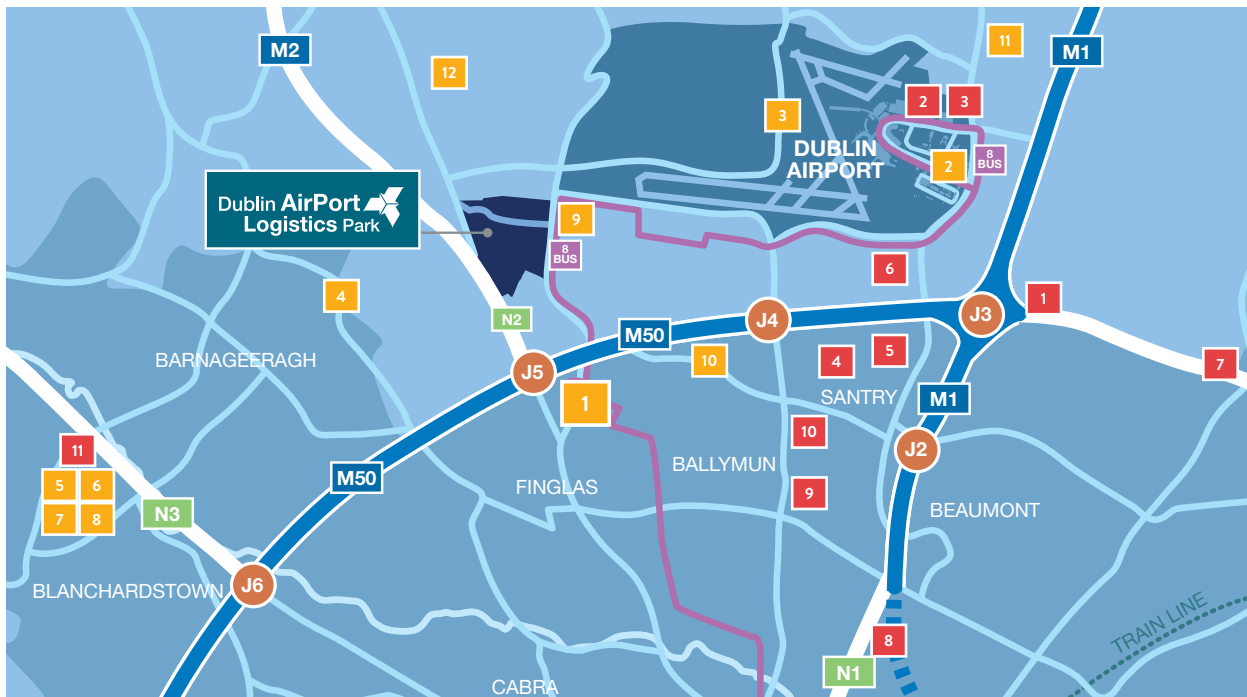 M2
M1
11
12
2
3
3
DUBLIN
AIRPORT
8
BUS
2
Dublin AirPort
Logistics Park
9
8
BUS
6
4
1
N2
J4
J3
M50
BARNAGEERAGH
10
4
5
7
J5
SANTRY
M1
1
10
J2
11
BALLYMUN
M50
5
6
FINGLAS
9
7
8
N3
BEAUMONT
BLANCHARDSTOWN
J6
TRAIN LINE
8
N1
CABRA